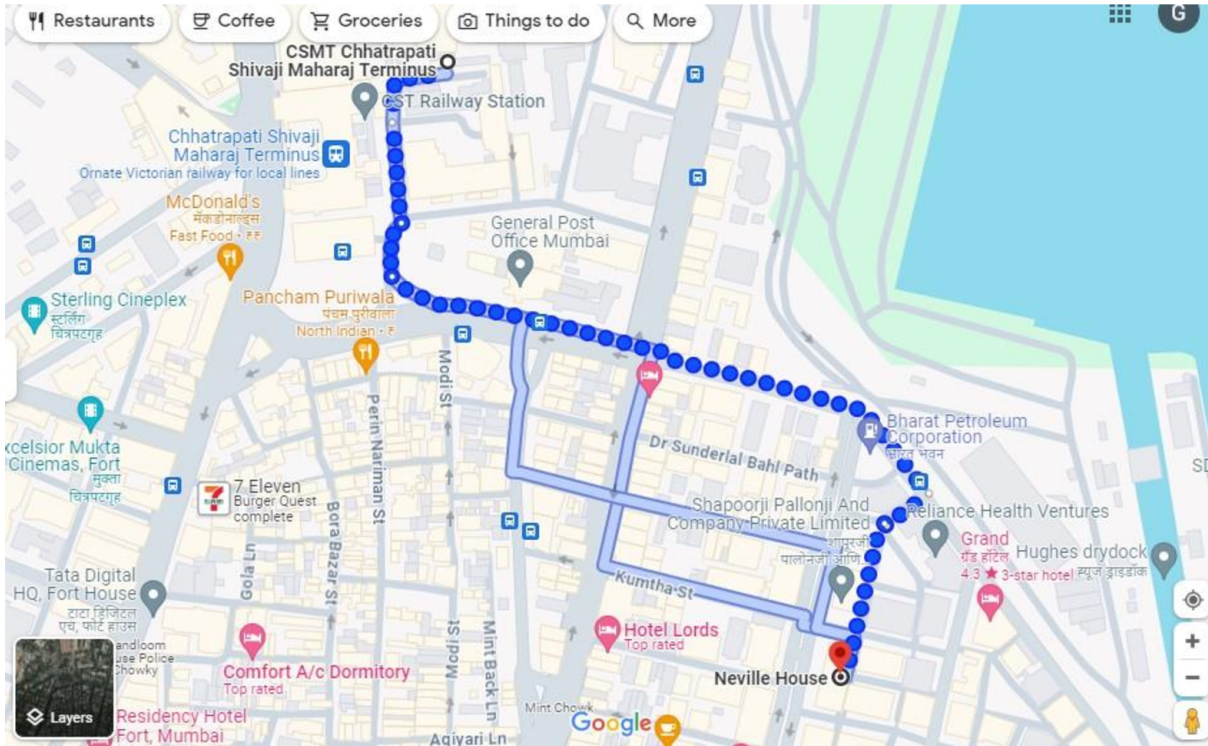 Restaurants
Coffee
Groceries
Things to do
More
G
CSMT Chhatrapati
Shivaji Maharaj Terminus
CST Railway Station
Chhatrapati Shivaji
Maharaj Terminus
Ornate Victorian railway for local lines
McDonald's
मॅकडोनाल्ड्स
Fast Food • ₹₹
General Post
Office Mumbai
Sterling Cineplex
स्टर्लिंग
चित्रपटगृह
Pancham Puriwala
पंचम पुरीवाला
North Indian • ₹
Modi St
Perin Nariman St
Dr Sunderlal Bahl Path
Bharat Petroleum
Corporation
भारत भवन
xcelsior Mukta
Cinemas, Fort
मुक्ता
चित्रपटगृह
7 Eleven
Burger Quest
complete
Bora Bazar St
Gola Ln
Shapoorji Pallonji And
Company Private Limited
शापूरजी
पालोनजी आणि...
Reliance Health Ventures
Grand
ग्रँड हॉटेल
4.3 ★ 3-star hotel
Hughes drydock
ह्यूज ड्राइडॉक
SD
Tata Digital
HQ, Fort House
टाटा डिजिटल
एच, फोर्ट हाउस
Kumtha St
Hotel Lords
Top rated
Modi St
Mint Back Ln
andloom
use Police
Chowky
Comfort A/c Dormitory
Top rated
Neville House
Mint Chowk
Layers
Residency Hotel
Fort, Mumbai
Google
Agiyari Ln